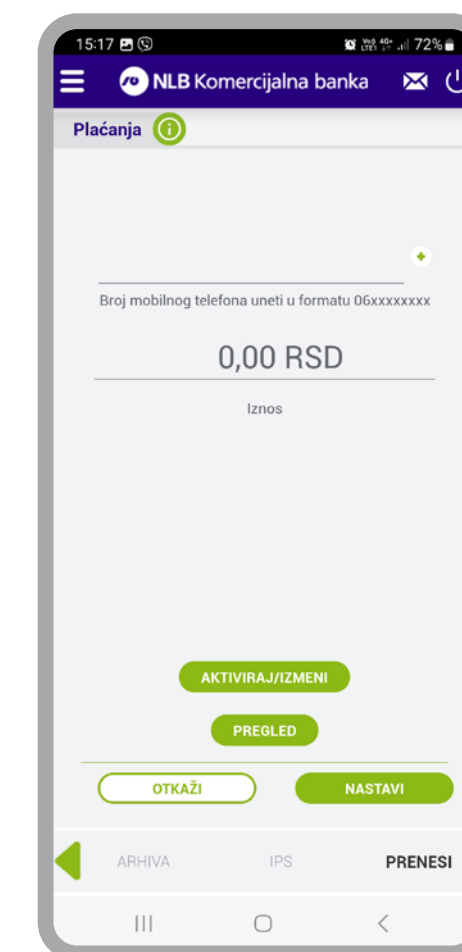 15:17 72%
NLB Komercijalna banka
Plaćanja
Broj mobilnog telefona uneti u formatu 06xxxxxxxx
0,00 RSD
Iznos
AKTIVIRAJ/IZMENI
PREGLED
OTKAŽI NASTAVI
ARHIVA IPS PRENESI